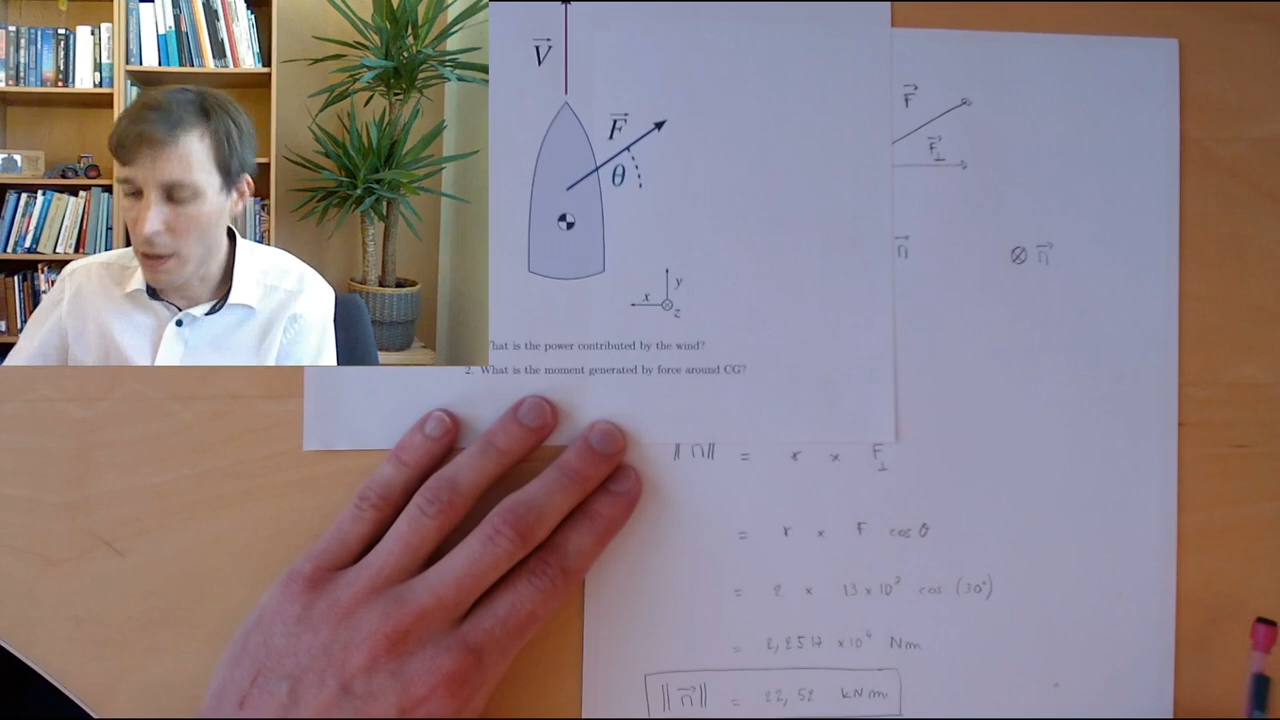 V
F
θ
y
x
z
hat is the power contributed by the wind?
2. What is the moment generated by force around CG?
F
F⊥
n
⊗ n
|| n || = r × F⊥
= r × F cos θ
= 2 × 13 × 10³ cos (30°)
= 2,2517 × 10⁴ Nm
|| n || = 22,52 kNm